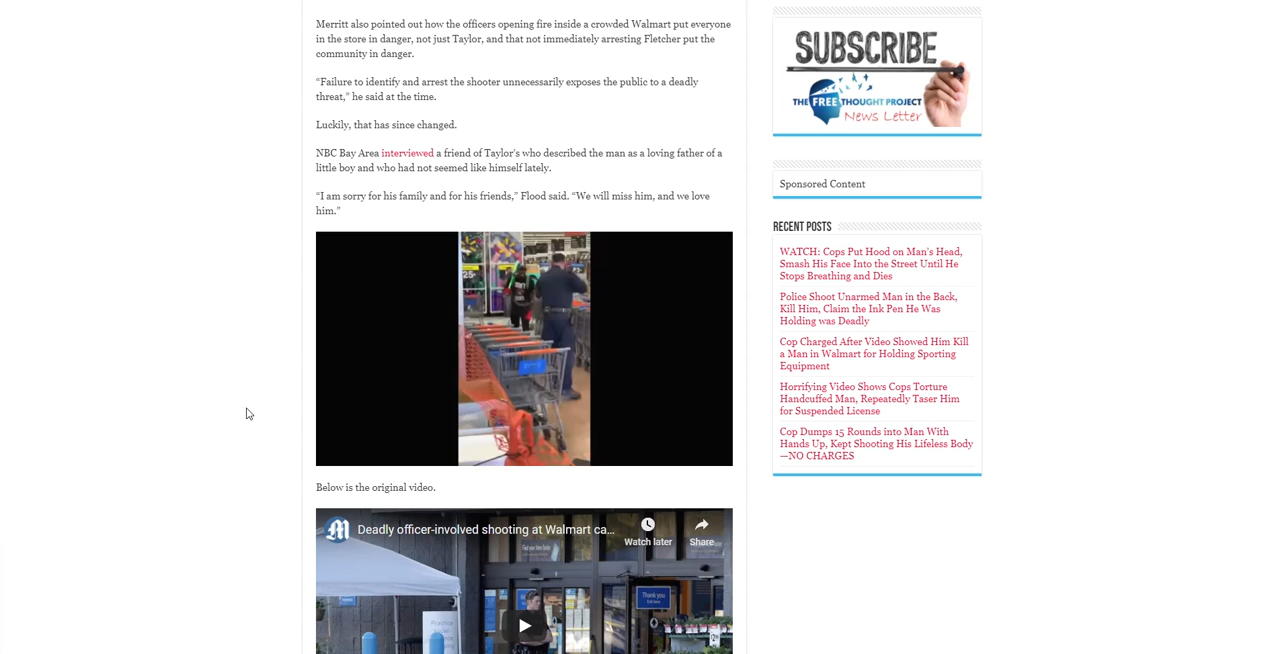 Merritt also pointed out how the officers opening fire inside a crowded Walmart put everyone
in the store in danger, not just Taylor, and that not immediately arresting Fletcher put the
community in danger.
“Failure to identify and arrest the shooter unnecessarily exposes the public to a deadly
threat,” he said at the time.
Luckily, that has since changed.
NBC Bay Area interviewed a friend of Taylor’s who described the man as a loving father of a
little boy and who had not seemed like himself lately.
“I am sorry for his family and for his friends,” Flood said. “We will miss him, and we love
him.”
25
Below is the original video.
Deadly officer-involved shooting at Walmart ca...
Watch later
Share
Thank you
SUBSCRIBE
THE FREE THOUGHT PROJECT
News Letter
Sponsored Content
RECENT POSTS
WATCH: Cops Put Hood on Man’s Head,
Smash His Face Into the Street Until He
Stops Breathing and Dies
Police Shoot Unarmed Man in the Back,
Kill Him, Claim the Ink Pen He Was
Holding was Deadly
Cop Charged After Video Showed Him Kill
a Man in Walmart for Holding Sporting
Equipment
Horrifying Video Shows Cops Torture
Handcuffed Man, Repeatedly Taser Him
for Suspended License
Cop Dumps 15 Rounds into Man With
Hands Up, Kept Shooting His Lifeless Body
—NO CHARGES